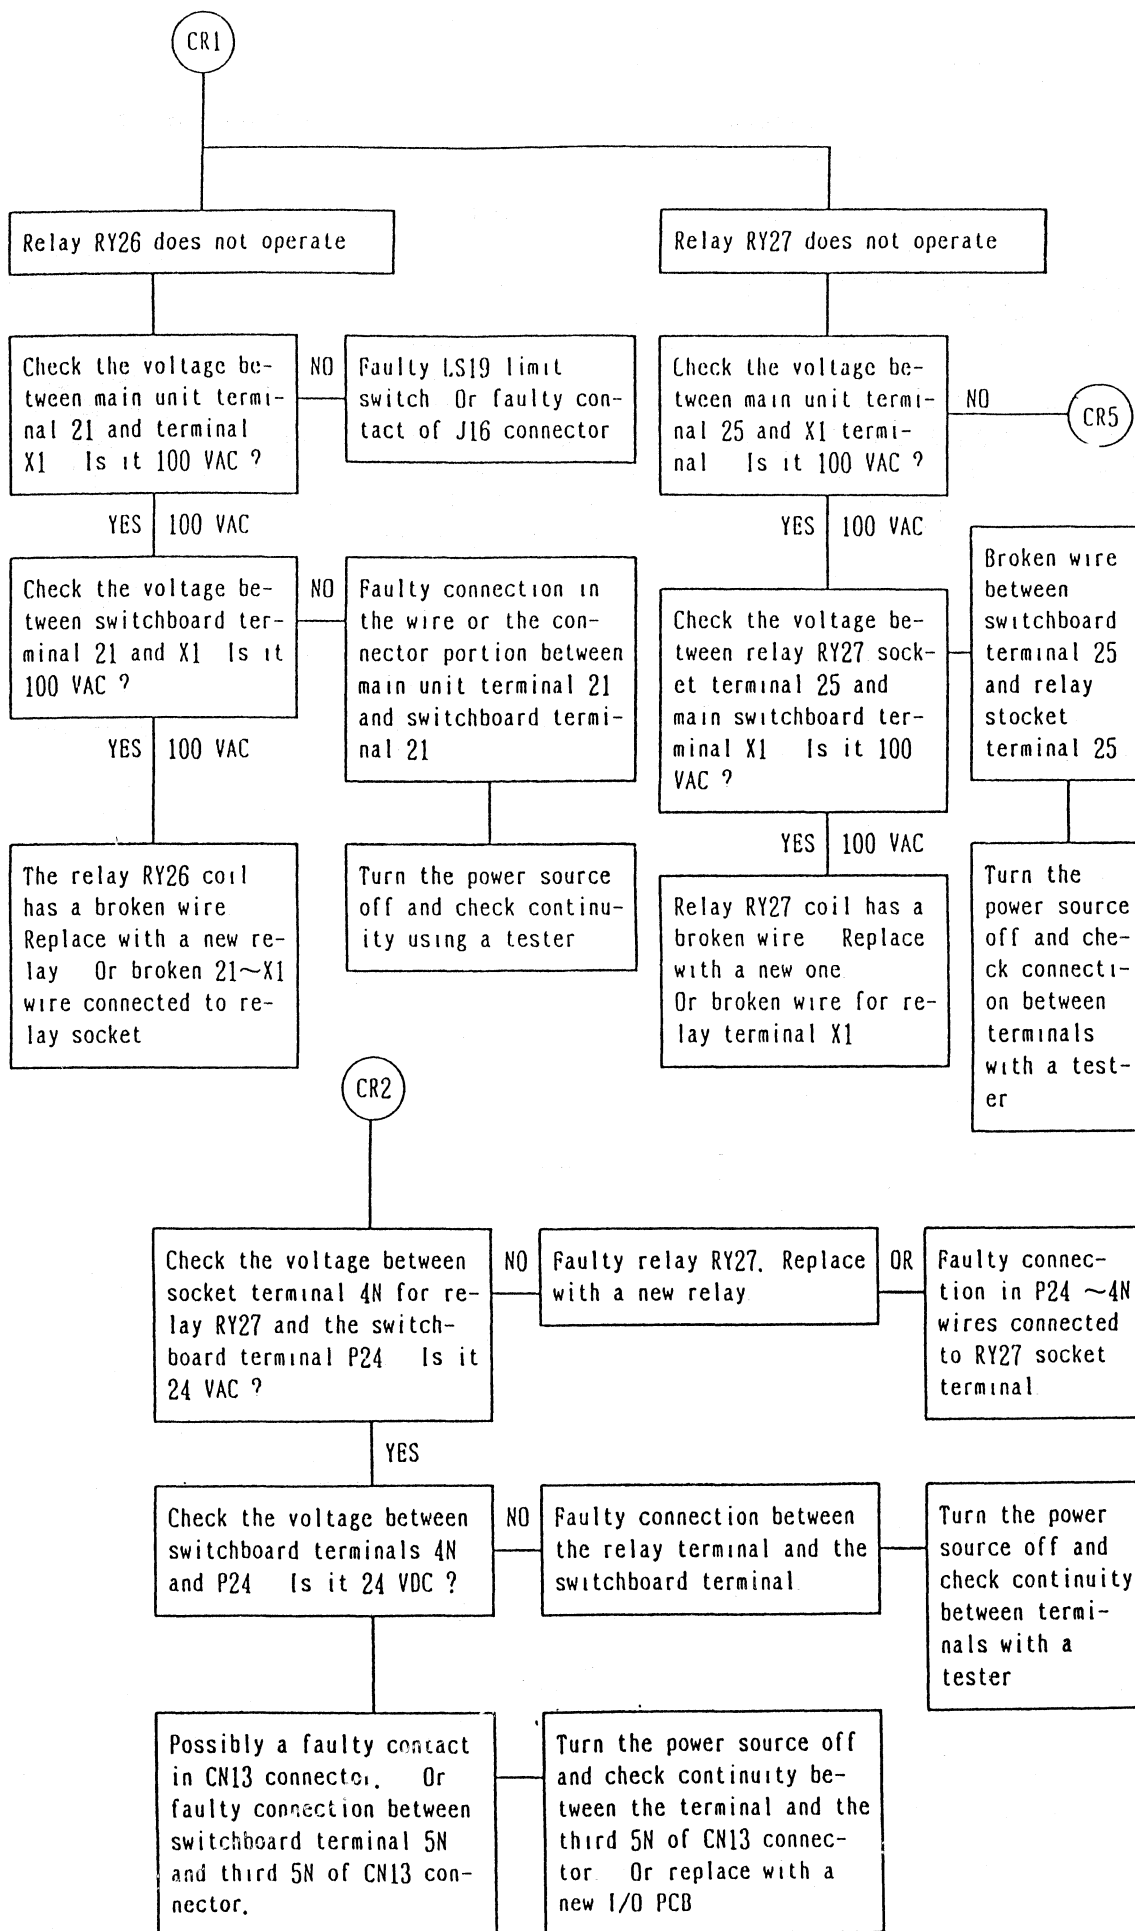 CR1
Relay RY26 does not operate
Check the voltage be-
tween main unit termi-
nal 21 and terminal
X1 Is it 100 VAC ?
NO
Faulty LS19 limit
switch Or faulty con-
tact of J16 connector
YES 100 VAC
Check the voltage be-
tween switchboard ter-
minal 21 and X1 Is it
100 VAC ?
NO
Faulty connection in
the wire or the con-
nector portion between
main unit terminal 21
and switchboard termi-
nal 21
YES 100 VAC
The relay RY26 coil
has a broken wire
Replace with a new re-
lay Or broken 21~X1
wire connected to re-
lay socket
Turn the power source
off and check continu-
ity using a tester
Relay RY27 does not operate
Check the voltage be-
tween main unit termi-
nal 25 and X1 termi-
nal Is it 100 VAC ?
NO
CR5
YES 100 VAC
Check the voltage be-
tween relay RY27 sock-
et terminal 25 and
main switchboard ter-
minal X1 Is it 100
VAC ?
Broken wire
between
switchboard
terminal 25
and relay
stocket
terminal 25
YES 100 VAC
Relay RY27 coil has a
broken wire Replace
with a new one
Or broken wire for re-
lay terminal X1
Turn the
power source
off and che-
ck connecti-
on between
terminals
with a test-
er
CR2
Check the voltage between
socket terminal 4N for re-
lay RY27 and the switch-
board terminal P24 Is it
24 VAC ?
NO
Faulty relay RY27. Replace
with a new relay
OR
Faulty connec-
tion in P24 ~4N
wires connected
to RY27 socket
terminal
YES
Check the voltage between
switchboard terminals 4N
and P24 Is it 24 VDC ?
NO
Faulty connection between
the relay terminal and the
switchboard terminal
Turn the power
source off and
check continuity
between termi-
nals with a
tester
Possibly a faulty contact
in CN13 connector. Or
faulty connection between
switchboard terminal 5N
and third 5N of CN13 con-
nector.
Turn the power source off
and check continuity be-
tween the terminal and the
third 5N of CN13 connec-
tor Or replace with a
new I/O PCB